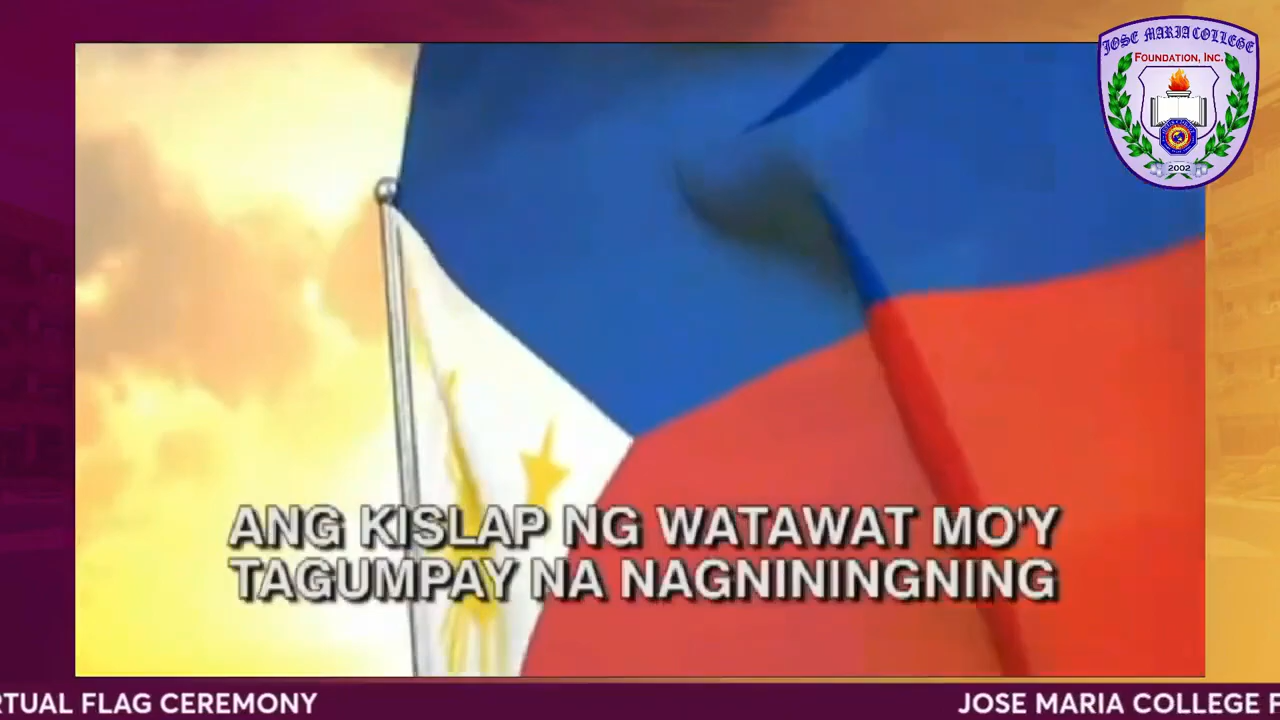 JOSE MARIA COLLEGE
FOUNDATION, INC.
2002
ANG KISLAP NG WATAWAT MO'Y
TAGUMPAY NA NAGNININGNING
RTUAL FLAG CEREMONY
JOSE MARIA COLLEGE F